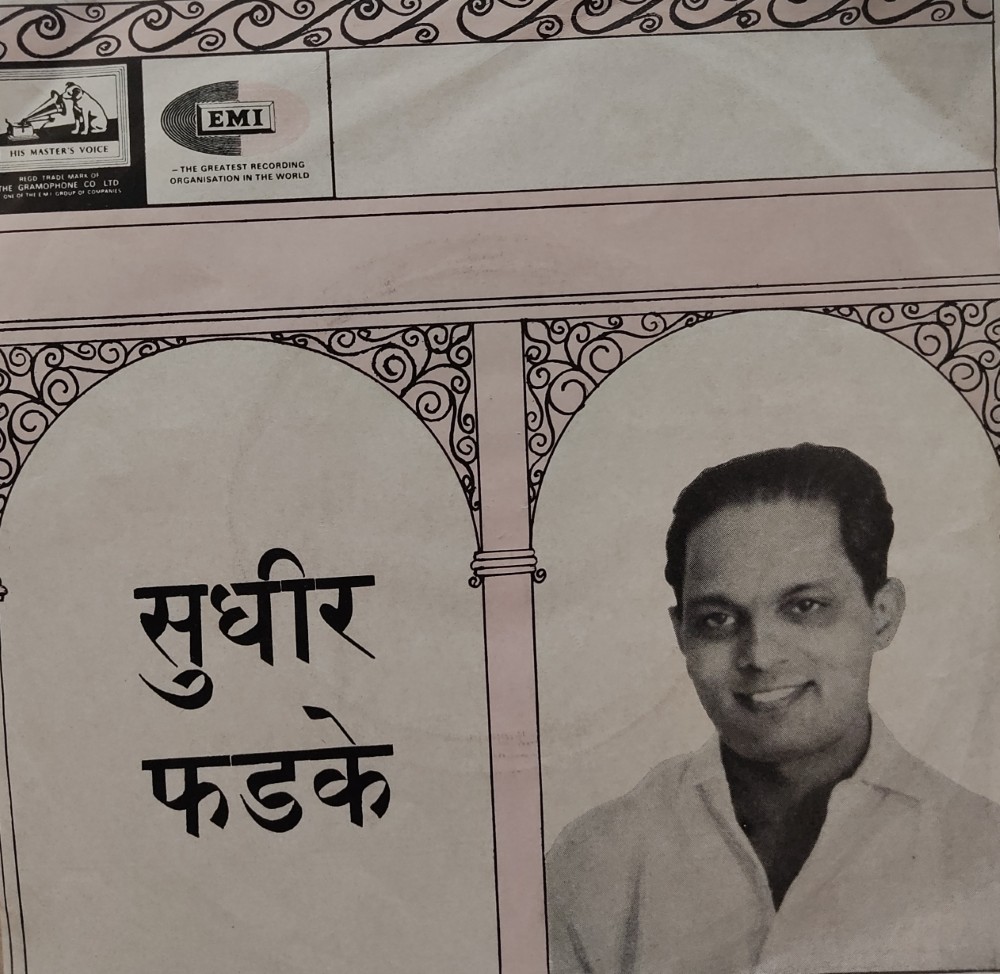 HIS MASTER'S VOICE
REGD TRADE MARK OF
THE GRAMOPHONE CO LTD
ONE OF THE E M I GROUP OF COMPANIES
EMI
– THE GREATEST RECORDING
ORGANISATION IN THE WORLD
सुधीर
फडके